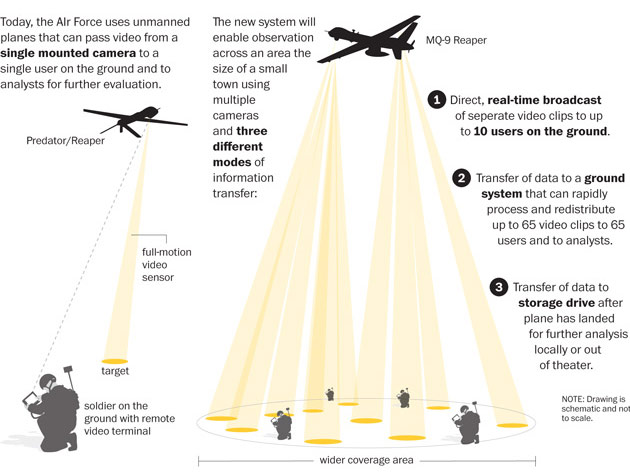 Today, the AIr Force uses unmanned
planes that can pass video from a
single mounted camera to a
single user on the ground and to
analysts for further evaluation.
Predator/Reaper
full-motion
video
sensor
target
soldier on the
ground with remote
video terminal
The new system will
enable observation
across an area the
size of a small
town using
multiple
cameras
and three
different
modes of
information
transfer:
MQ-9 Reaper
1 Direct, real-time broadcast
of seperate video clips to up
to 10 users on the ground.
2 Transfer of data to a ground
system that can rapidly
process and redistribute
up to 65 video clips to 65
users and to analysts.
3 Transfer of data to
storage drive after
plane has landed
for further analysis
locally or out
of theater.
NOTE: Drawing is
schematic and not
to scale.
wider coverage area